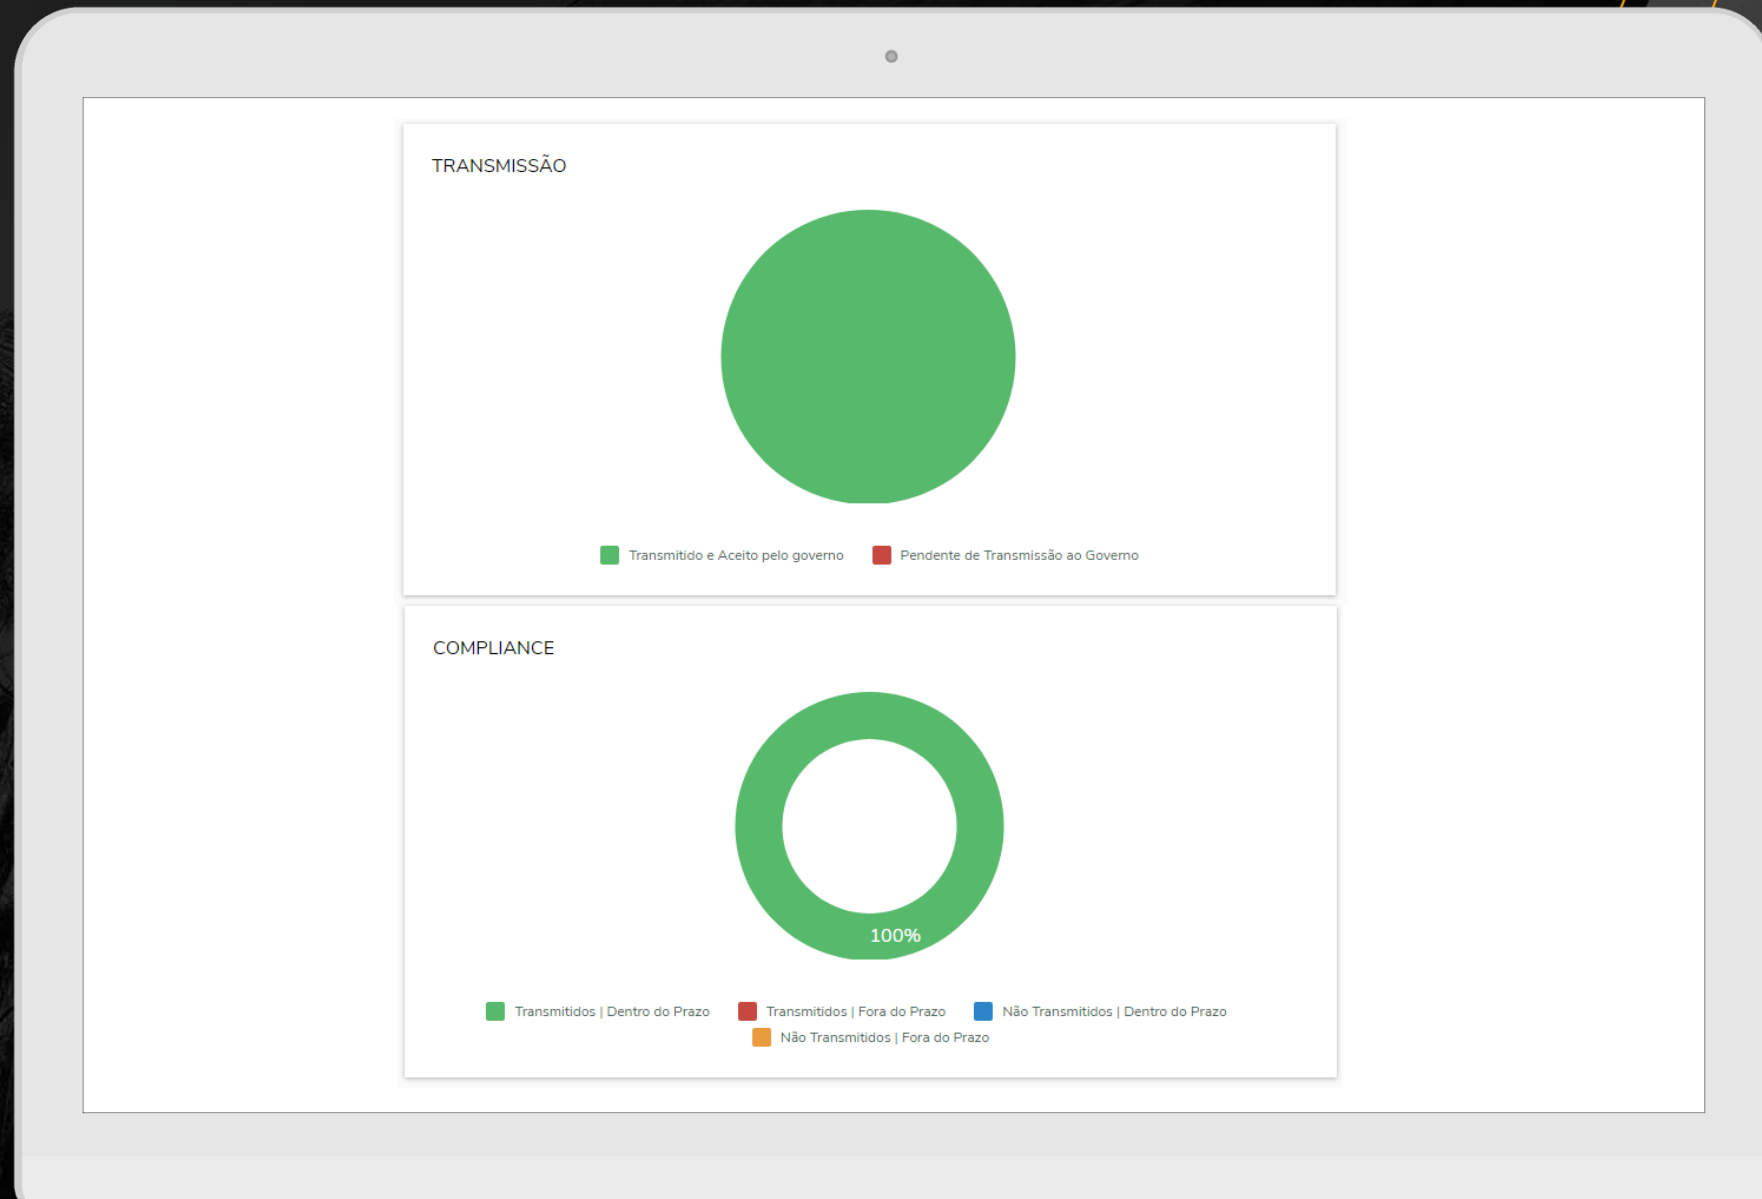 TRANSMISSÃO
Transmitido e Aceito pelo governo Pendente de Transmissão ao Governo
COMPLIANCE
100%
Transmitidos | Dentro do Prazo Transmitidos | Fora do Prazo Não Transmitidos | Dentro do Prazo
Não Transmitidos | Fora do Prazo